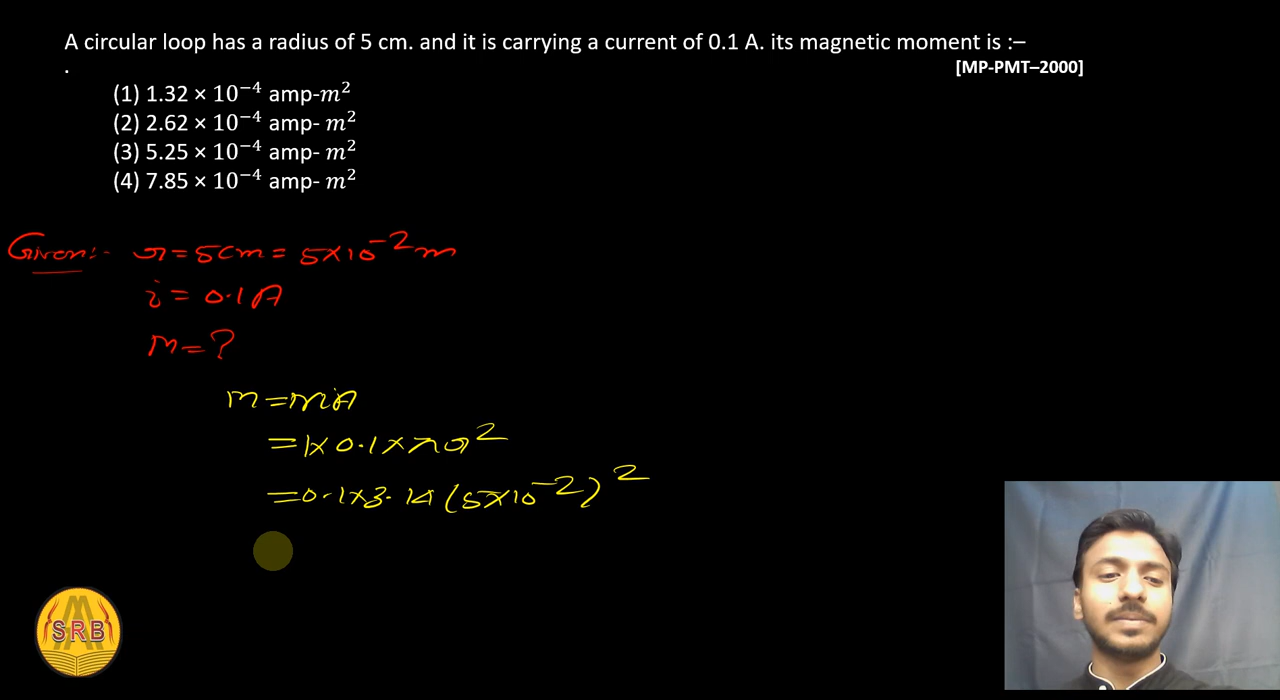 A circular loop has a radius of 5 cm. and it is carrying a current of 0.1 A. its magnetic moment is :–
.
[MP-PMT–2000]
(1) 1.32 × 10⁻⁴ amp-m²
(2) 2.62 × 10⁻⁴ amp- m²
(3) 5.25 × 10⁻⁴ amp- m²
(4) 7.85 × 10⁻⁴ amp- m²
Given:- r = 5cm = 5×10⁻² m
i = 0.1 A
M = ?
M = niA
= 1× 0.1 × πr²
= 0.1×3.14 (5×10⁻²)²
SRB